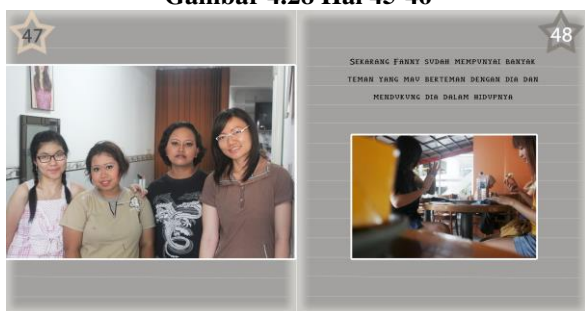 Gambar 4.28 Hal 45-46
47
48
SEKARANG FANNY SUDAH MEMPUNYAI BANYAK
TEMAN YANG MAU BERTEMAN DENGAN DIA DAN
MENDUKUNG DIA DALAM HIDUPNYA